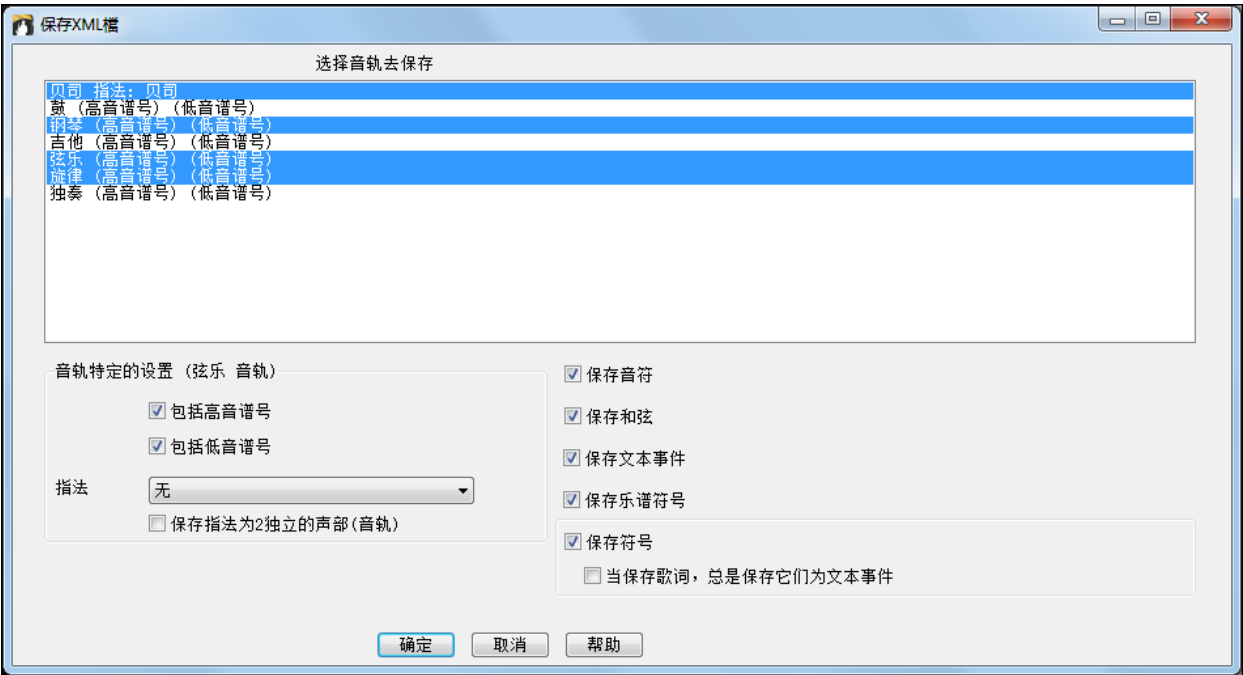 保存XML檔
选择音轨去保存
贝司 指法: 贝司
鼓 (高音谱号) (低音谱号)
钢琴 (高音谱号) (低音谱号)
吉他 (高音谱号) (低音谱号)
弦乐 (高音谱号) (低音谱号)
旋律 (高音谱号) (低音谱号)
独奏 (高音谱号) (低音谱号)
音轨特定的设置 (弦乐 音轨)
包括高音谱号
包括低音谱号
指法 无
保存指法为2独立的声部(音轨)
保存音符
保存和弦
保存文本事件
保存乐谱符号
保存符号
当保存歌词，总是保存它们为文本事件
确定 取消 帮助